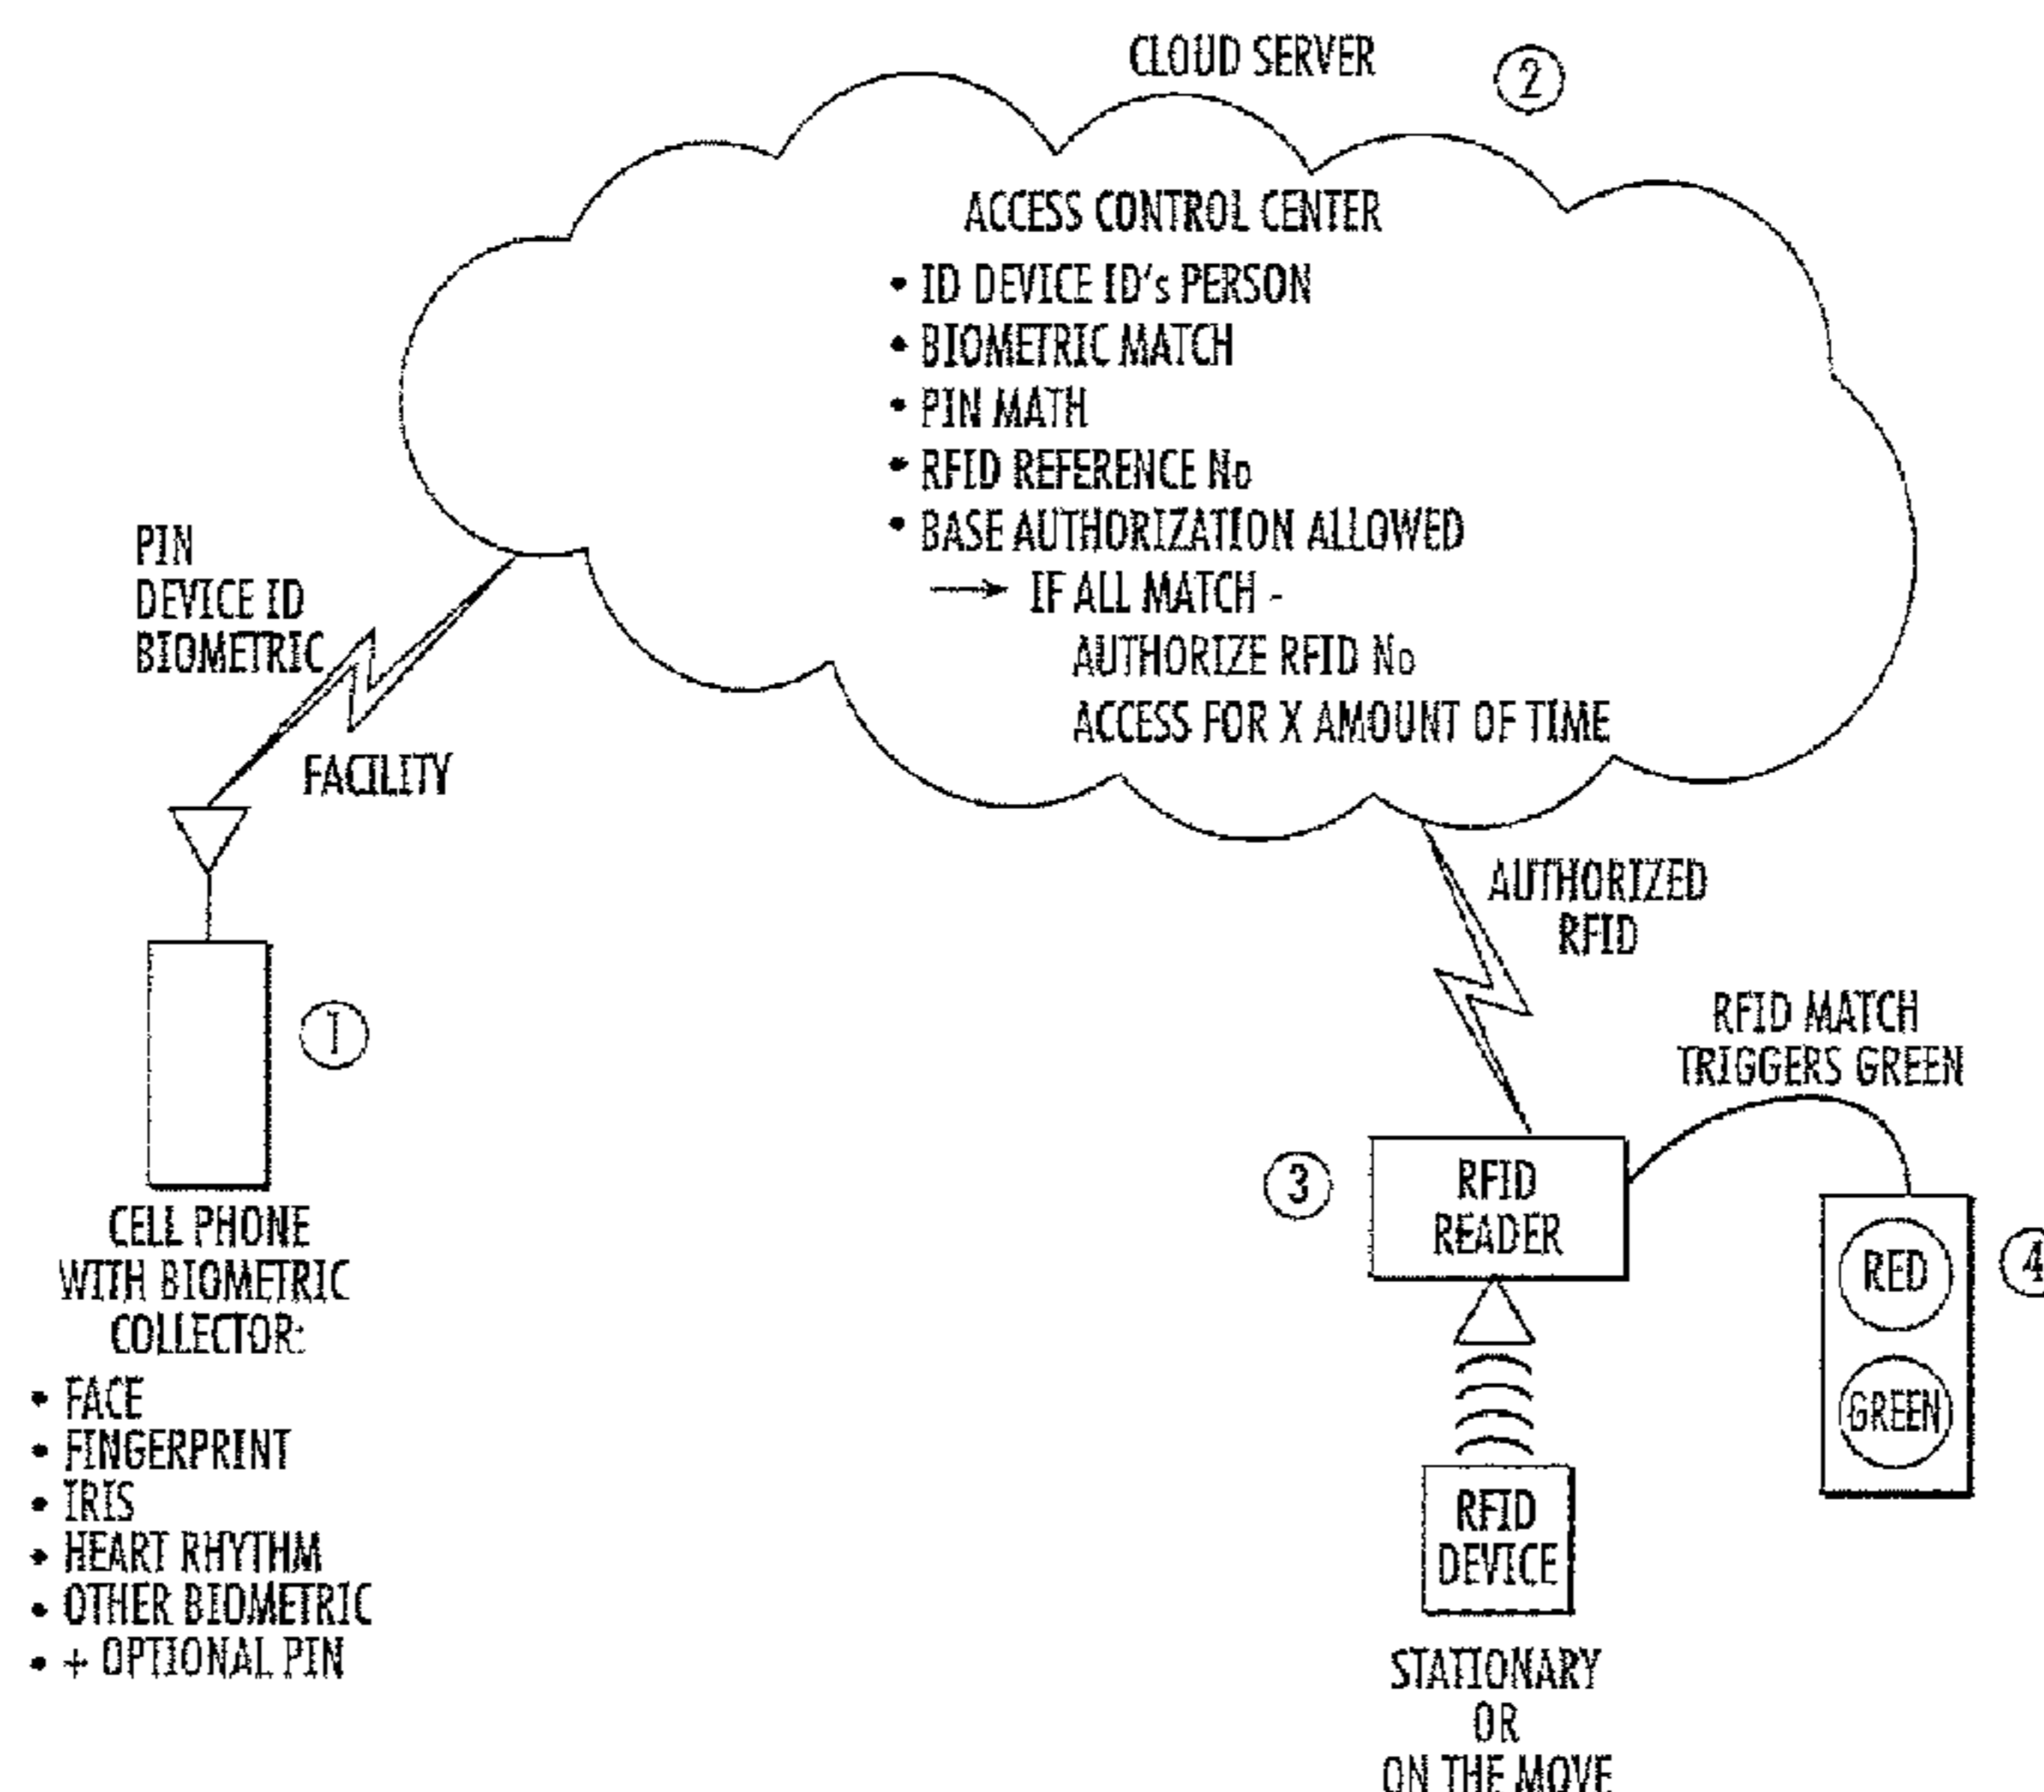 CLOUD SERVER
2
ACCESS CONTROL CENTER
• ID DEVICE ID's PERSON
• BIOMETRIC MATCH
• PIN MATH
• RFID REFERENCE No
• BASE AUTHORIZATION ALLOWED
→ IF ALL MATCH -
AUTHORIZE RFID No
ACCESS FOR X AMOUNT OF TIME
PIN
DEVICE ID
BIOMETRIC
FACILITY
1
CELL PHONE
WITH BIOMETRIC
COLLECTOR:
• FACE
• FINGERPRINT
• IRIS
• HEART RHYTHM
• OTHER BIOMETRIC
• + OPTIONAL PIN
AUTHORIZED
RFID
RFID MATCH
TRIGGERS GREEN
3
RFID
READER
RED
GREEN
4
RFID
DEVICE
STATIONARY
OR
ON THE MOVE